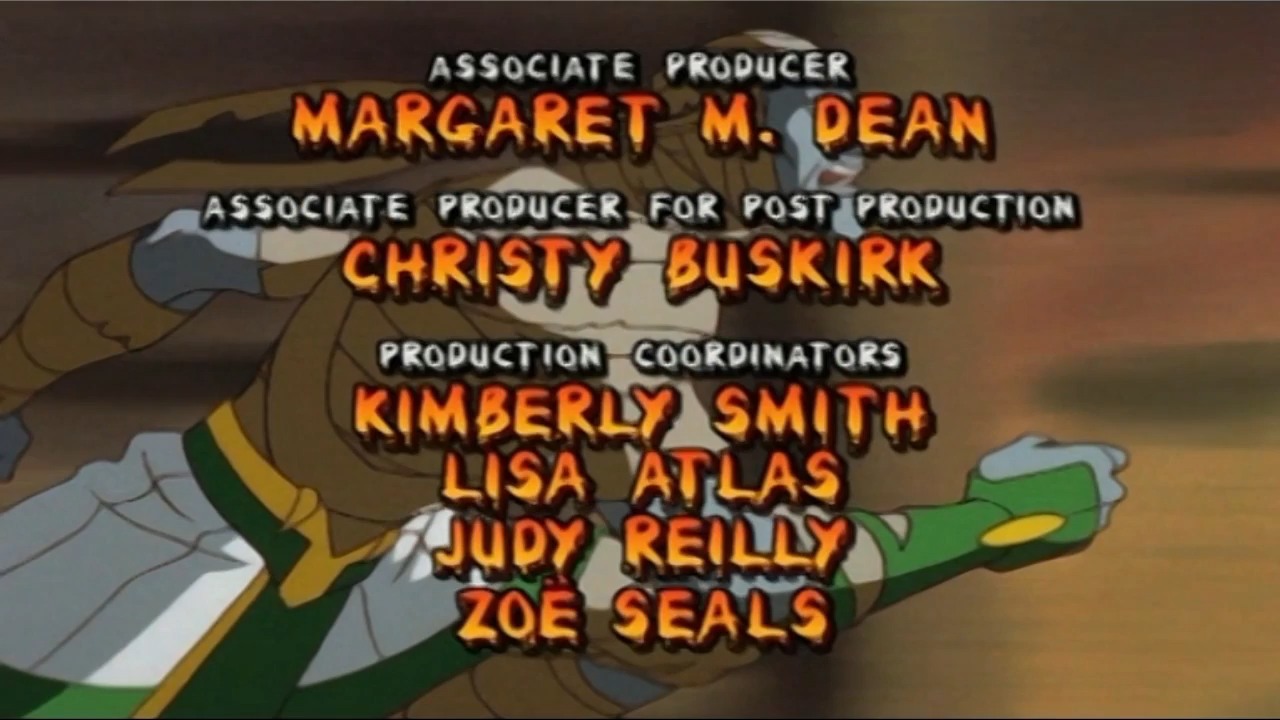 ASSOCIATE PRODUCER
MARGARET M. DEAN
ASSOCIATE PRODUCER FOR POST PRODUCTION
CHRISTY BUSKIRK
PRODUCTION COORDINATORS
KIMBERLY SMITH
LISA ATLAS
JUDY REILLY
ZOË SEALS